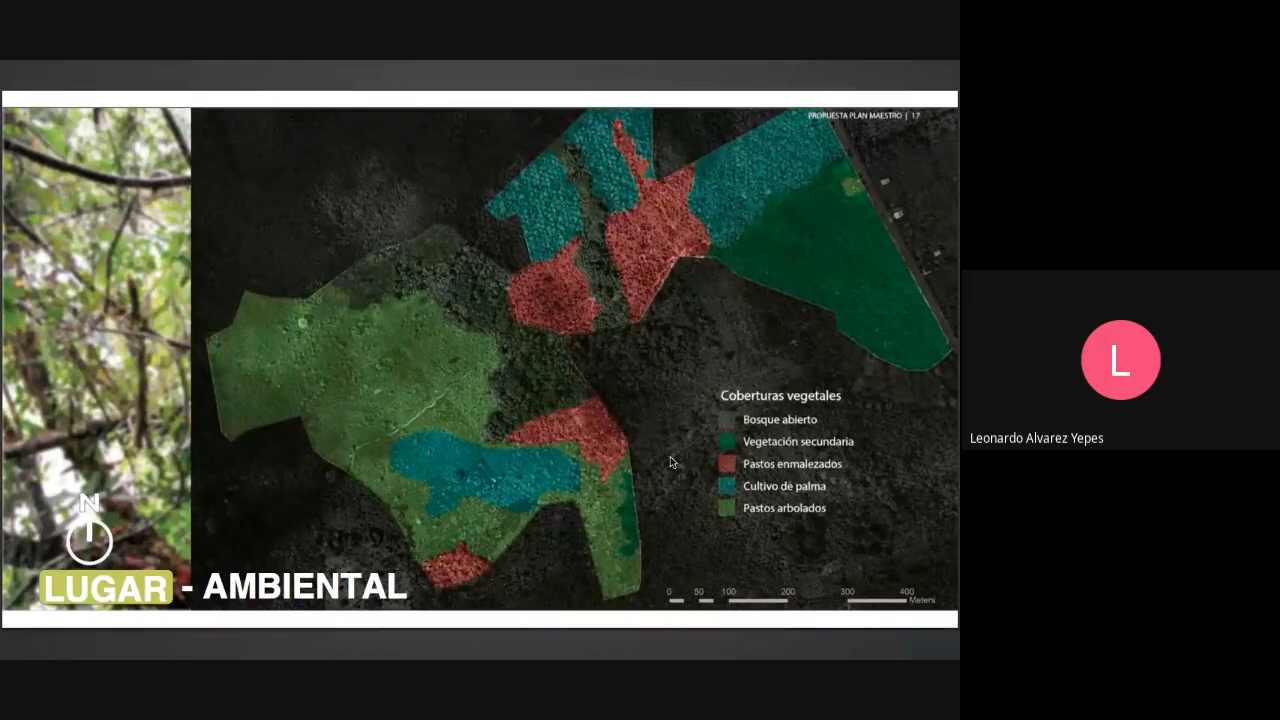 PROPUESTA PLAN MAESTRO | 17
Coberturas vegetales
Bosque abierto
Vegetación secundaria
Pastos enmalezados
Cultivo de palma
Pastos arbolados
N
LUGAR - AMBIENTAL
0 50 100 200 300 400
Meters
L
Leonardo Alvarez Yepes